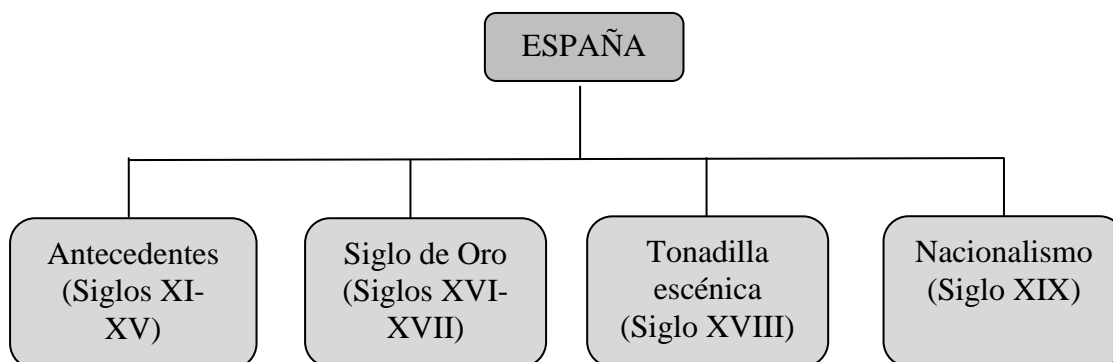 ESPAÑA
Antecedentes
(Siglos XI-
XV)
Siglo de Oro
(Siglos XVI-
XVII)
Tonadilla
escénica
(Siglo XVIII)
Nacionalismo
(Siglo XIX)